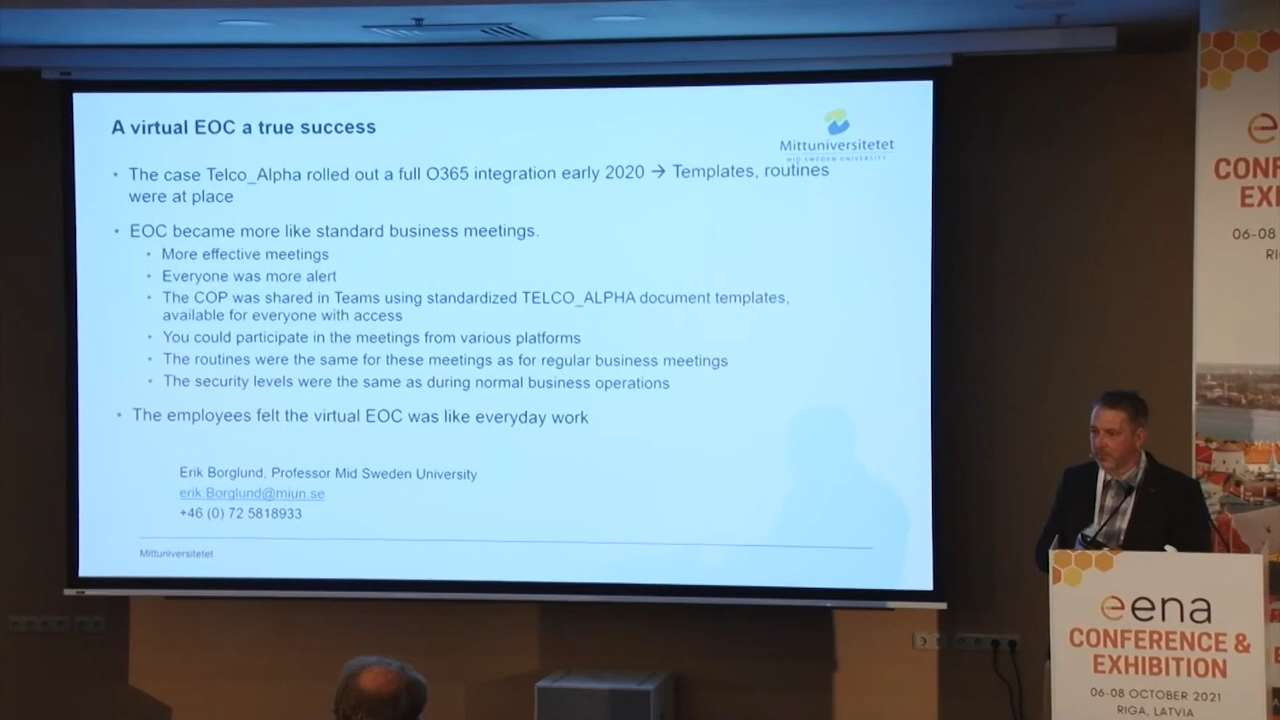 A virtual EOC a true success
Mittuniversitetet
MID SWEDEN UNIVERSITY
• The case Telco_Alpha rolled out a full O365 integration early 2020 → Templates, routines
were at place
• EOC became more like standard business meetings.
• More effective meetings
• Everyone was more alert
• The COP was shared in Teams using standardized TELCO_ALPHA document templates,
available for everyone with access
• You could participate in the meetings from various platforms
• The routines were the same for these meetings as for regular business meetings
• The security levels were the same as during normal business operations
• The employees felt the virtual EOC was like everyday work
Erik Borglund, Professor Mid Sweden University
erik.Borglund@miun.se
+46 (0) 72 5818933
Mittuniversitetet
e
CONF
EXI
06-08
RI
eena
CONFERENCE &
EXHIBITION
06-08 OCTOBER 2021
RIGA, LATVIA